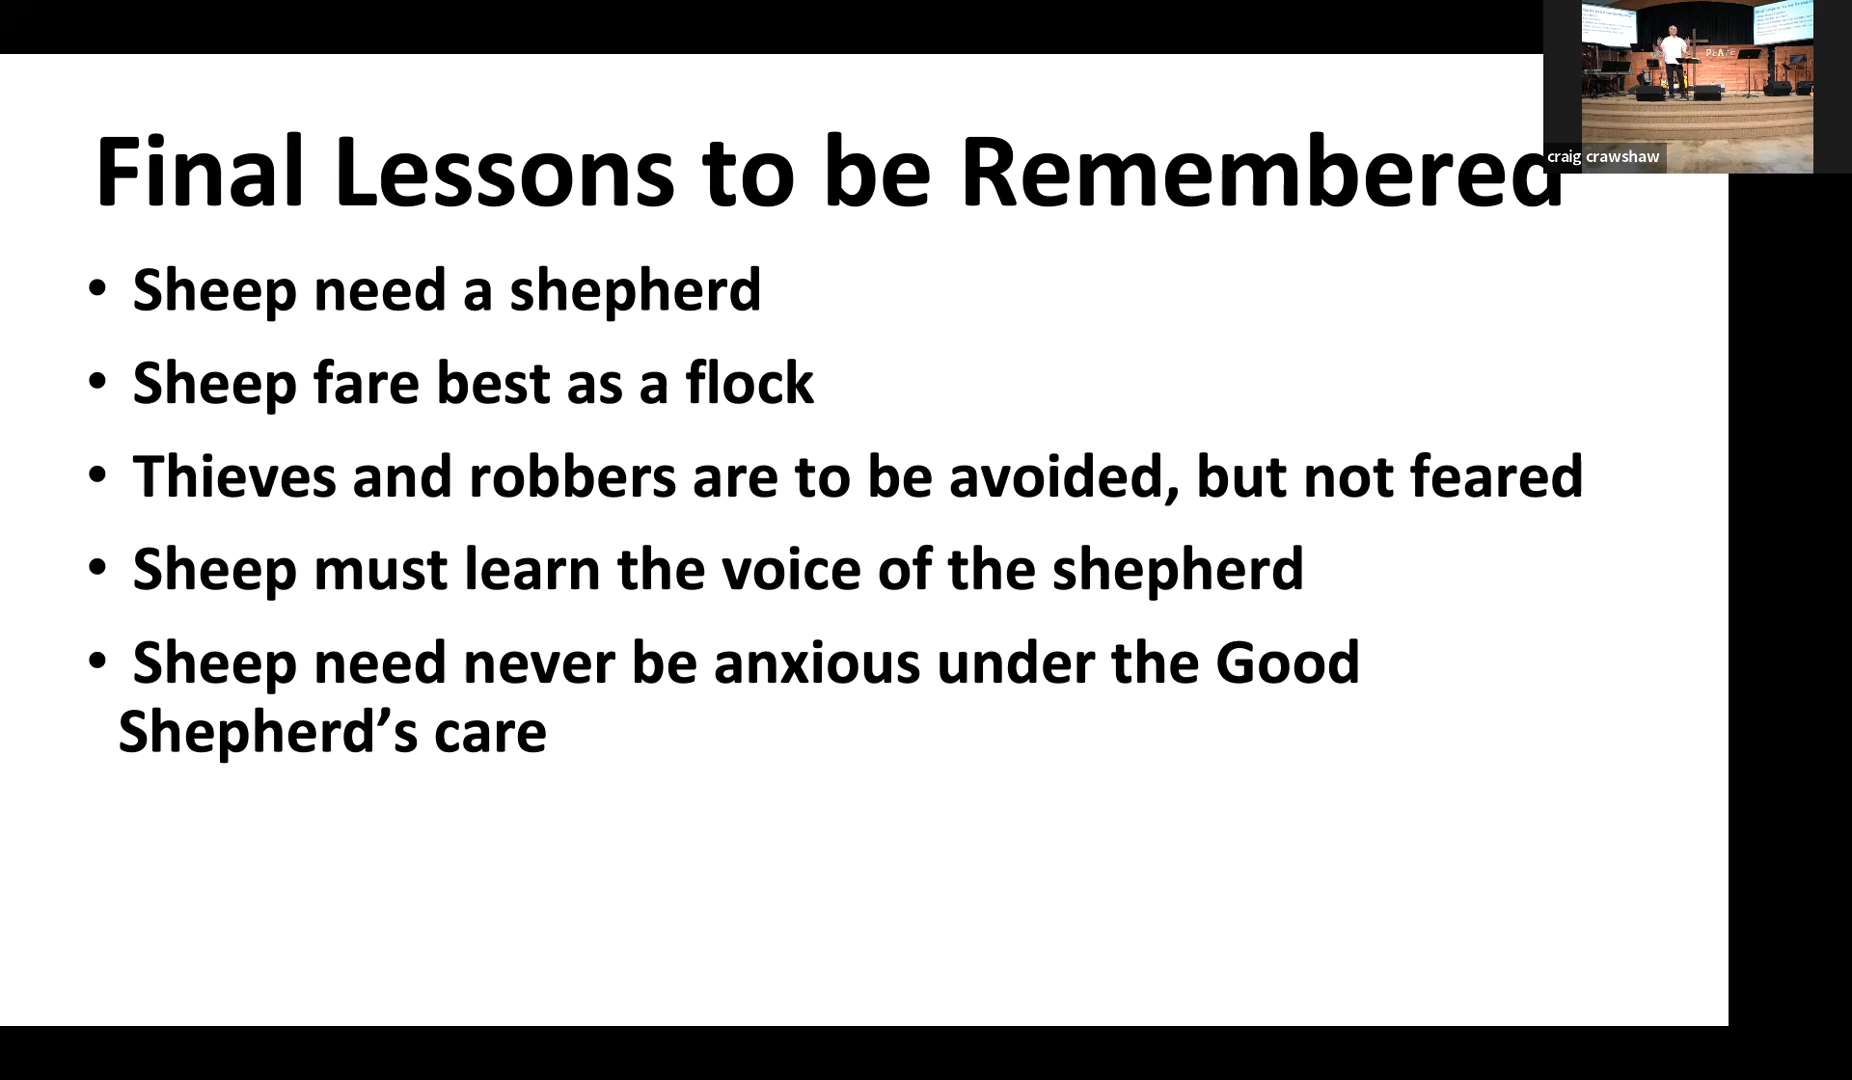 Final Lessons to be Remembered
craig crawshaw
• Sheep need a shepherd
• Sheep fare best as a flock
• Thieves and robbers are to be avoided, but not feared
• Sheep must learn the voice of the shepherd
• Sheep need never be anxious under the Good
Shepherd’s care